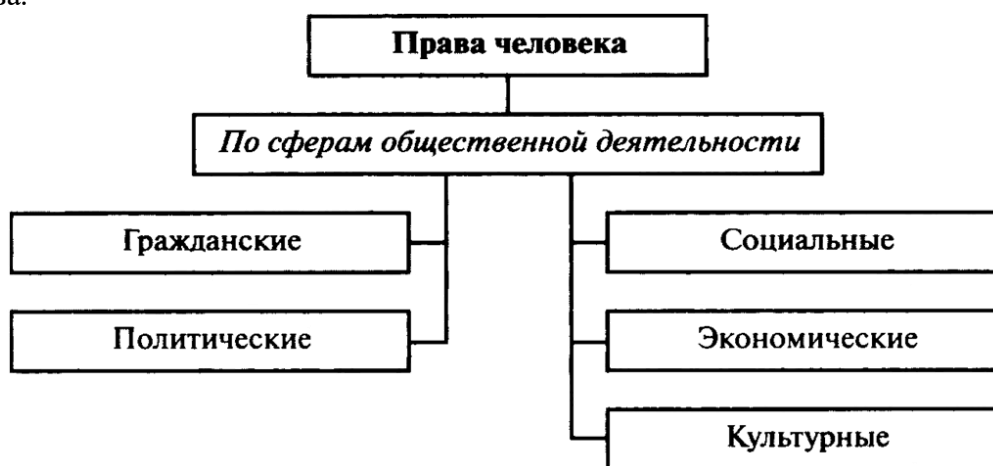 Права человека
По сферам общественной деятельности
Гражданские
Социальные
Политические
Экономические
Культурные